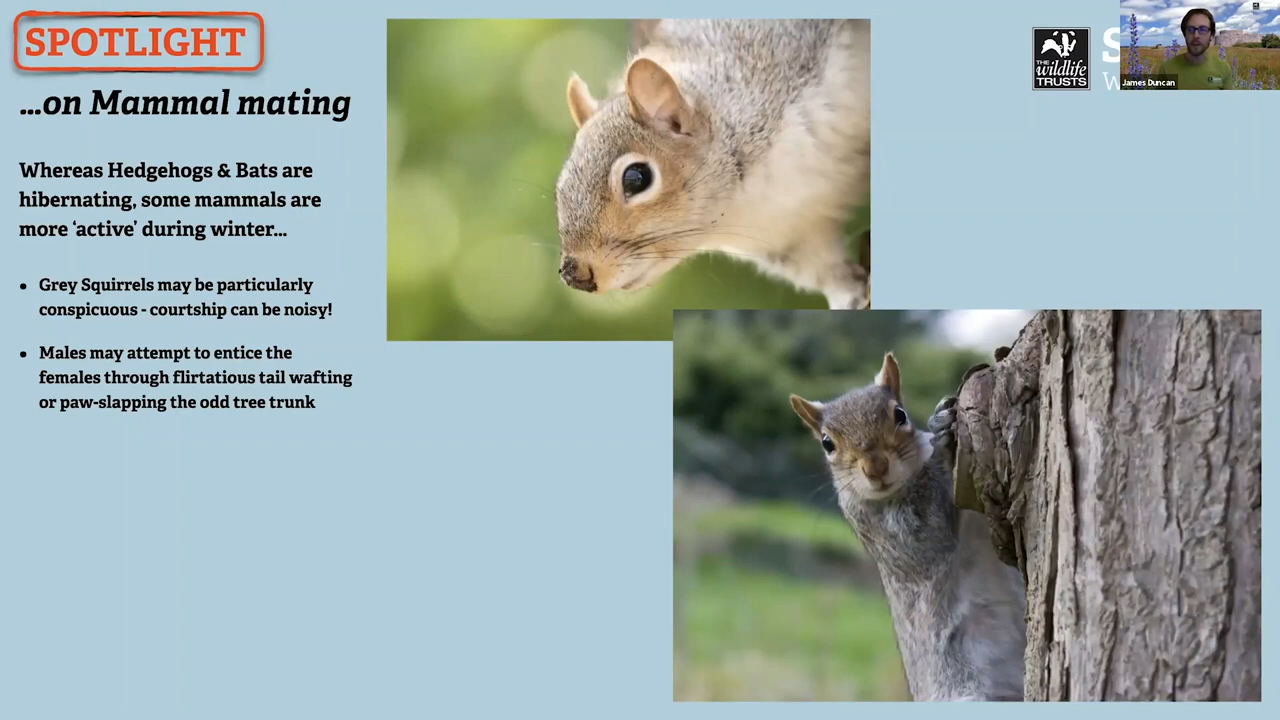 SPOTLIGHT
...on Mammal mating
Whereas Hedgehogs & Bats are
hibernating, some mammals are
more ‘active’ during winter...
• Grey Squirrels may be particularly
conspicuous - courtship can be noisy!
• Males may attempt to entice the
females through flirtatious tail wafting
or paw-slapping the odd tree trunk
THE
wildlife
TRUSTS
S
W
James Duncan